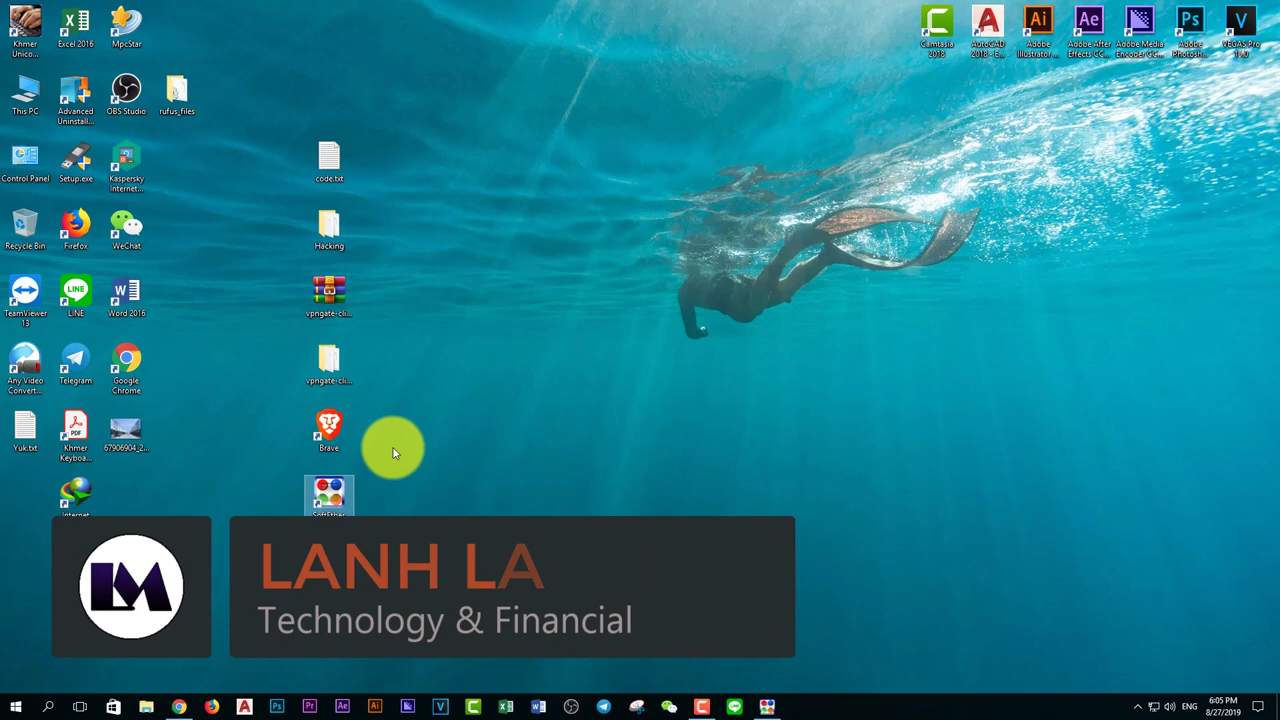 Khmer
Unico...
Excel 2016
MpcStar
Camtasia
2018
AutoCAD
2018 - E...
Adobe
Illustrator...
Adobe After
Effects CC...
Adobe Media
Encoder CC...
Adobe
Photosh...
VEGAS Pro
This PC
Advanced
Uninstall...
OBS Studio
rufus_files
Control Panel
Setup.exe
Kaspersky
Internet...
code.txt
Recycle Bin
Firefox
WeChat
Hacking
TeamViewer
13
LINE
Word 2016
vpngate-cli...
Any Video
Convert...
Telegram
Google
Chrome
vpngate-cli...
Yuk.txt
Khmer
Keyboa...
67906904_2...
Brave
Internet
SoftEther
LM
LANH LA
Technology & Financial
ENG
6:05 PM
8/27/2019